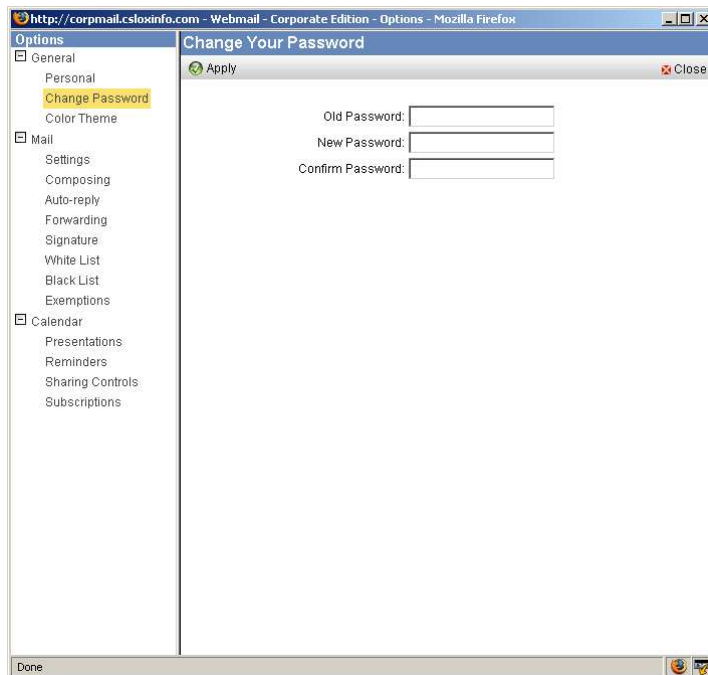 http://corpmail.csloxinfo.com - Webmail - Corporate Edition - Options - Mozilla Firefox
Options
General
Personal
Change Password
Color Theme
Mail
Settings
Composing
Auto-reply
Forwarding
Signature
White List
Black List
Exemptions
Calendar
Presentations
Reminders
Sharing Controls
Subscriptions
Change Your Password
Apply
Close
Old Password:
New Password:
Confirm Password:
Done